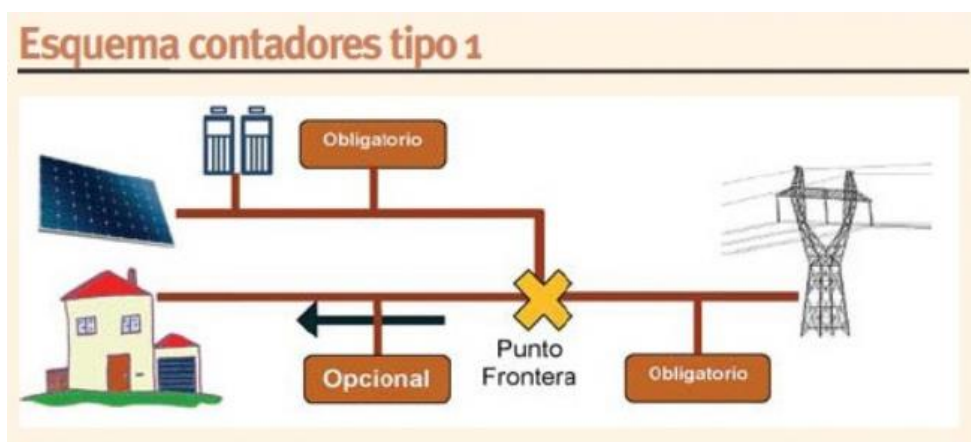 Esquema contadores tipo 1
Obligatorio
Punto
Frontera
Opcional
Obligatorio